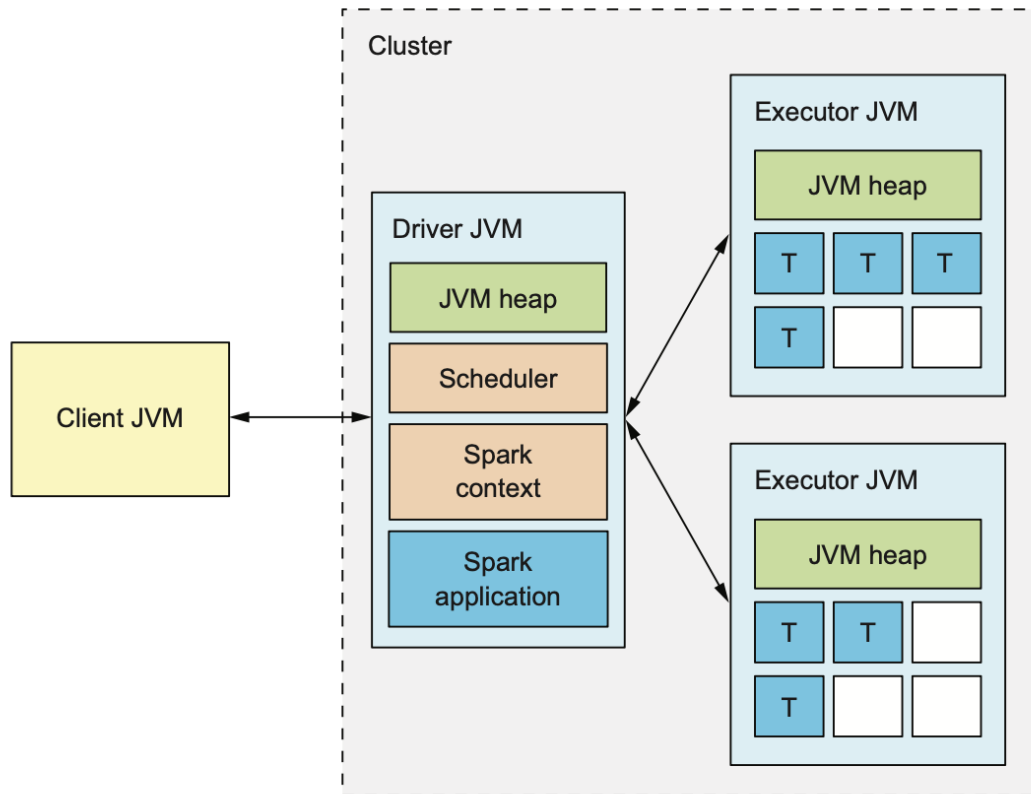 Cluster
Client JVM
Driver JVM
JVM heap
Scheduler
Spark
context
Spark
application
Executor JVM
JVM heap
T T T
T
Executor JVM
JVM heap
T T
T